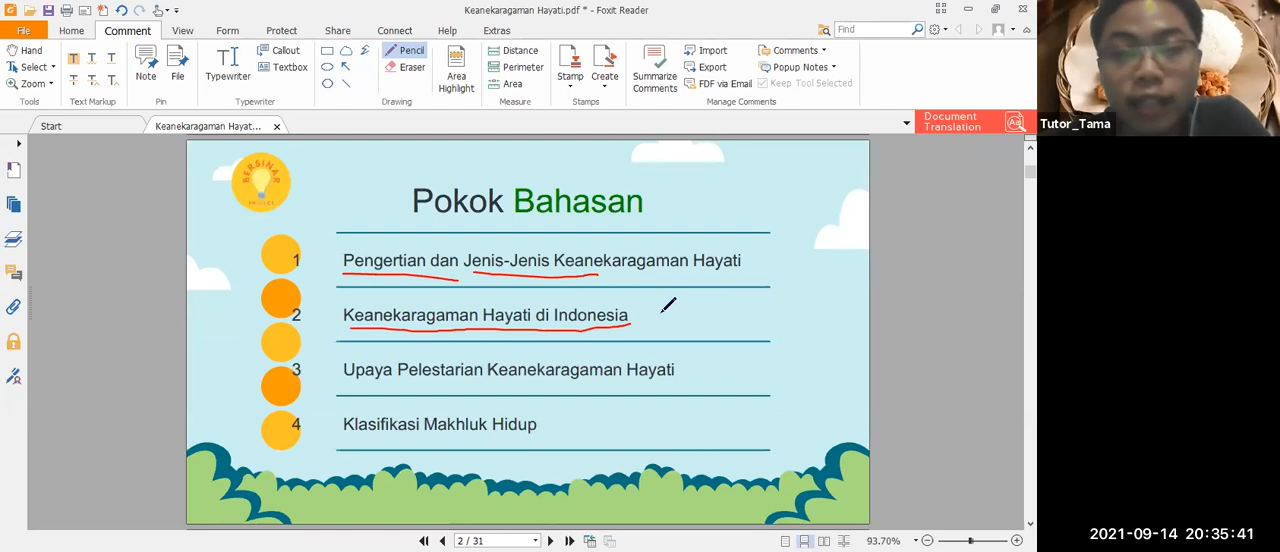 Keanekaragaman Hayati.pdf * - Foxit Reader
File Home Comment View Form Protect Share Connect Help Extras
Find
Hand
Select
Zoom
Tools
Text Markup
Note
File
Pin
Typewriter
Callout
Textbox
Typewriter
Pencil
Eraser
Drawing
Area
Highlight
Distance
Perimeter
Area
Measure
Stamp
Create
Stamps
Summarize
Comments
Import
Export
FDF via Email
Comments
Popup Notes
Keep Tool Selected
Manage Comments
Start
Keanekaragaman Hayat...
Document
Translation
Tutor_Tama
BERSINAR
PROJECT
Pokok Bahasan
1 Pengertian dan Jenis-Jenis Keanekaragaman Hayati
2 Keanekaragaman Hayati di Indonesia
3 Upaya Pelestarian Keanekaragaman Hayati
4 Klasifikasi Makhluk Hidup
2 / 31
93.70%
2021-09-14 20:35:41